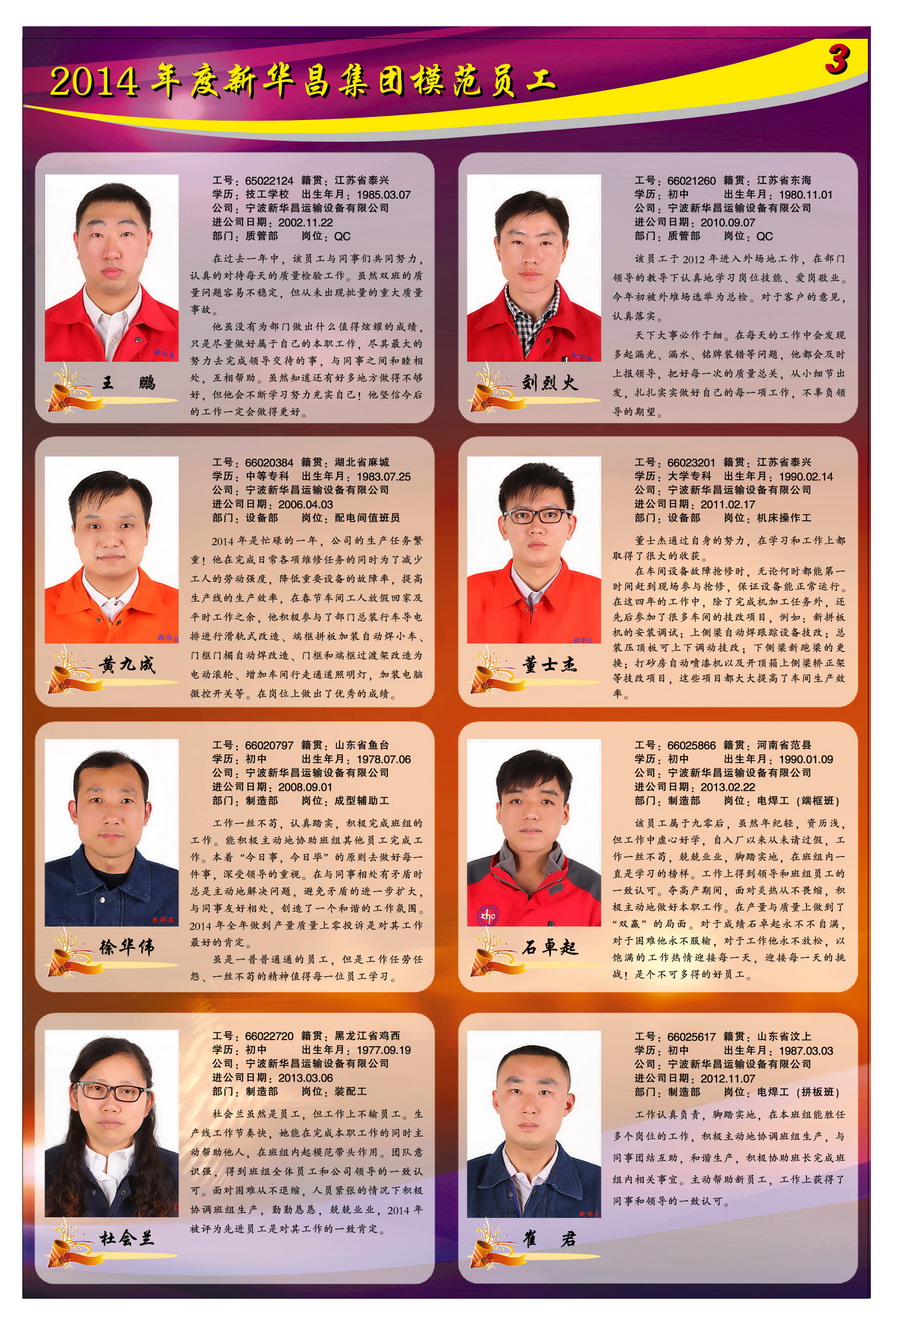 2014 年度新华昌集团模范员工
3
工号：65022124 籍贯：江苏省泰兴
学历：技工学校 出生年月：1985.03.07
公司：宁波新华昌运输设备有限公司
进公司日期：2002.11.22
部门：质管部 岗位：QC
在过去一年中，该员工与同事们共同努力，
认真的对待每天的质量检验工作。虽然双班的质
量问题容易不稳定，但从未出现批量的重大质量
事故。
他虽没有为部门做出什么值得炫耀的成绩，
只是尽量做好属于自己的本职工作，尽其最大的
努力去完成领导交待的事，与同事之间和睦相
处，互相帮助。虽然知道还有好多地方做得不够
好，但他会不断学习努力充实自己！他坚信今后
的工作一定会做得更好。
王 鹏
工号：66021260 籍贯：江苏省东海
学历：初中 出生年月：1980.11.01
公司：宁波新华昌运输设备有限公司
进公司日期：2010.09.07
部门：质管部 岗位：QC
该员工于 2012 年进入外场地工作，在部门
领导的教导下认真地学习岗位技能、爱岗敬业。
今年初被外堆场选举为总检。对于客户的意见，
认真落实。
天下大事必作于细。在每天的工作中会发现
多起漏光、漏水、铭牌装错等问题，他都会及时
上报领导，把好每一次的质量总关，从小细节出
发，扎扎实实做好自己的每一项工作，不辜负领
导的期望。
刘烈火
工号：66020384 籍贯：湖北省麻城
学历：中等专科 出生年月：1983.07.25
公司：宁波新华昌运输设备有限公司
进公司日期：2006.04.03
部门：设备部 岗位：配电间值班员
2014 年是忙碌的一年，公司的生产任务繁
重！他在完成日常各项维修任务的同时为了减少
工人的劳动强度，降低重要设备的故障率，提高
生产线的生产效率，在春节车间工人放假回家及
平时工作之余，他积极参与了部门总装行车导电
排进行滑轨式改造、端框拼板加装自动焊小车、
门框门楣自动焊改造、门框和端框过渡架改造为
电动滚轮、增加车间行走通道照明灯，加装电脑
微控开关等。在岗位上做出了优秀的成绩。
黄九成
工号：66023201 籍贯：江苏省泰兴
学历：大学专科 出生年月：1990.02.14
公司：宁波新华昌运输设备有限公司
进公司日期：2011.02.17
部门：设备部 岗位：机床操作工
董士杰通过自身的努力，在学习和工作上都
取得了很大的收获。
在车间设备故障抢修时，无论何时都能第一
时间赶到现场参与抢修，保证设备能正常运行。
在这四年的工作中，除了完成机加工任务外，还
先后参加了很多车间的技改项目，例如：新拼板
机的安装调试；上侧梁自动焊跟踪设备技改；总
装压顶板可上下调动技改；下侧梁新跑梁的更
换；打砂房自动喷漆机以及开顶箱上侧梁桥正架
等技改项目，这些项目都大大提高了车间生产效
率。
董士杰
工号：66020797 籍贯：山东省鱼台
学历：初中 出生年月：1978.07.06
公司：宁波新华昌运输设备有限公司
进公司日期：2008.09.01
部门：制造部 岗位：成型辅助工
工作一丝不苟，认真踏实，积极完成班组的
工作。能积极主动地协助班组其他员工完成工
作。本着“今日事，今日毕”的原则去做好每一
件事，深受领导的重视。在与同事相处有矛盾时
总是主动地解决问题，避免矛盾的进一步扩大，
与同事友好相处，创造了一个和谐的工作氛围。
2014 年全年做到产量质量上零投诉是对其工作
最好的肯定。
虽是一普普通通的员工，但是工作任劳任
怨、一丝不苟的精神值得每一位员工学习。
徐华伟
工号：66025866 籍贯：河南省范县
学历：初中 出生年月：1990.01.09
公司：宁波新华昌运输设备有限公司
进公司日期：2013.02.22
部门：制造部 岗位：电焊工（端框班）
该员工属于九零后，虽然年纪轻，资历浅，
但工作中虚心好学，自入厂以来从未请过假，工
作一丝不苟，兢兢业业，脚踏实地，在班组内一
直是学习的榜样。工作上得到领导和班组员工的
一致认可。夺高产期间，面对炎热从不畏缩，积
极主动地做好本职工作。在产量与质量上做到了
“双赢”的局面。对于成绩石卓起永不不自满，
对于困难他永不服输，对于工作他永不放松，以
饱满的工作热情迎接每一天，迎接每一天的挑
战！是个不可多得的好员工。
xhc
石卓起
工号：66022720 籍贯：黑龙江省鸡西
学历：初中 出生年月：1977.09.19
公司：宁波新华昌运输设备有限公司
进公司日期：2013.03.06
部门：制造部 岗位：装配工
杜会兰虽然是员工，但工作上不输员工。生
产线工作节奏快，她能在完成本职工作的同时主
动帮助他人，在班组内起模范带头作用。团队意
识强，得到班组全体员工和公司领导的一致认
可。面对困难从不退缩，人员紧张的情况下积极
协调班组生产，勤勤恳恳，兢兢业业，2014 年
被评为先进员工是对其工作的一致肯定。
杜会兰
工号：66025617 籍贯：山东省汶上
学历：初中 出生年月：1987.03.03
公司：宁波新华昌运输设备有限公司
进公司日期：2012.11.07
部门：制造部 岗位：电焊工（拼板班）
工作认真负责，脚踏实地，在本班组能胜任
多个岗位的工作，积极主动地协调班组生产，与
同事团结互助，和谐生产，积极协助班长完成班
组内相关事宜。主动帮助新员工，工作上获得了
同事和领导的一致认可。
崔 君